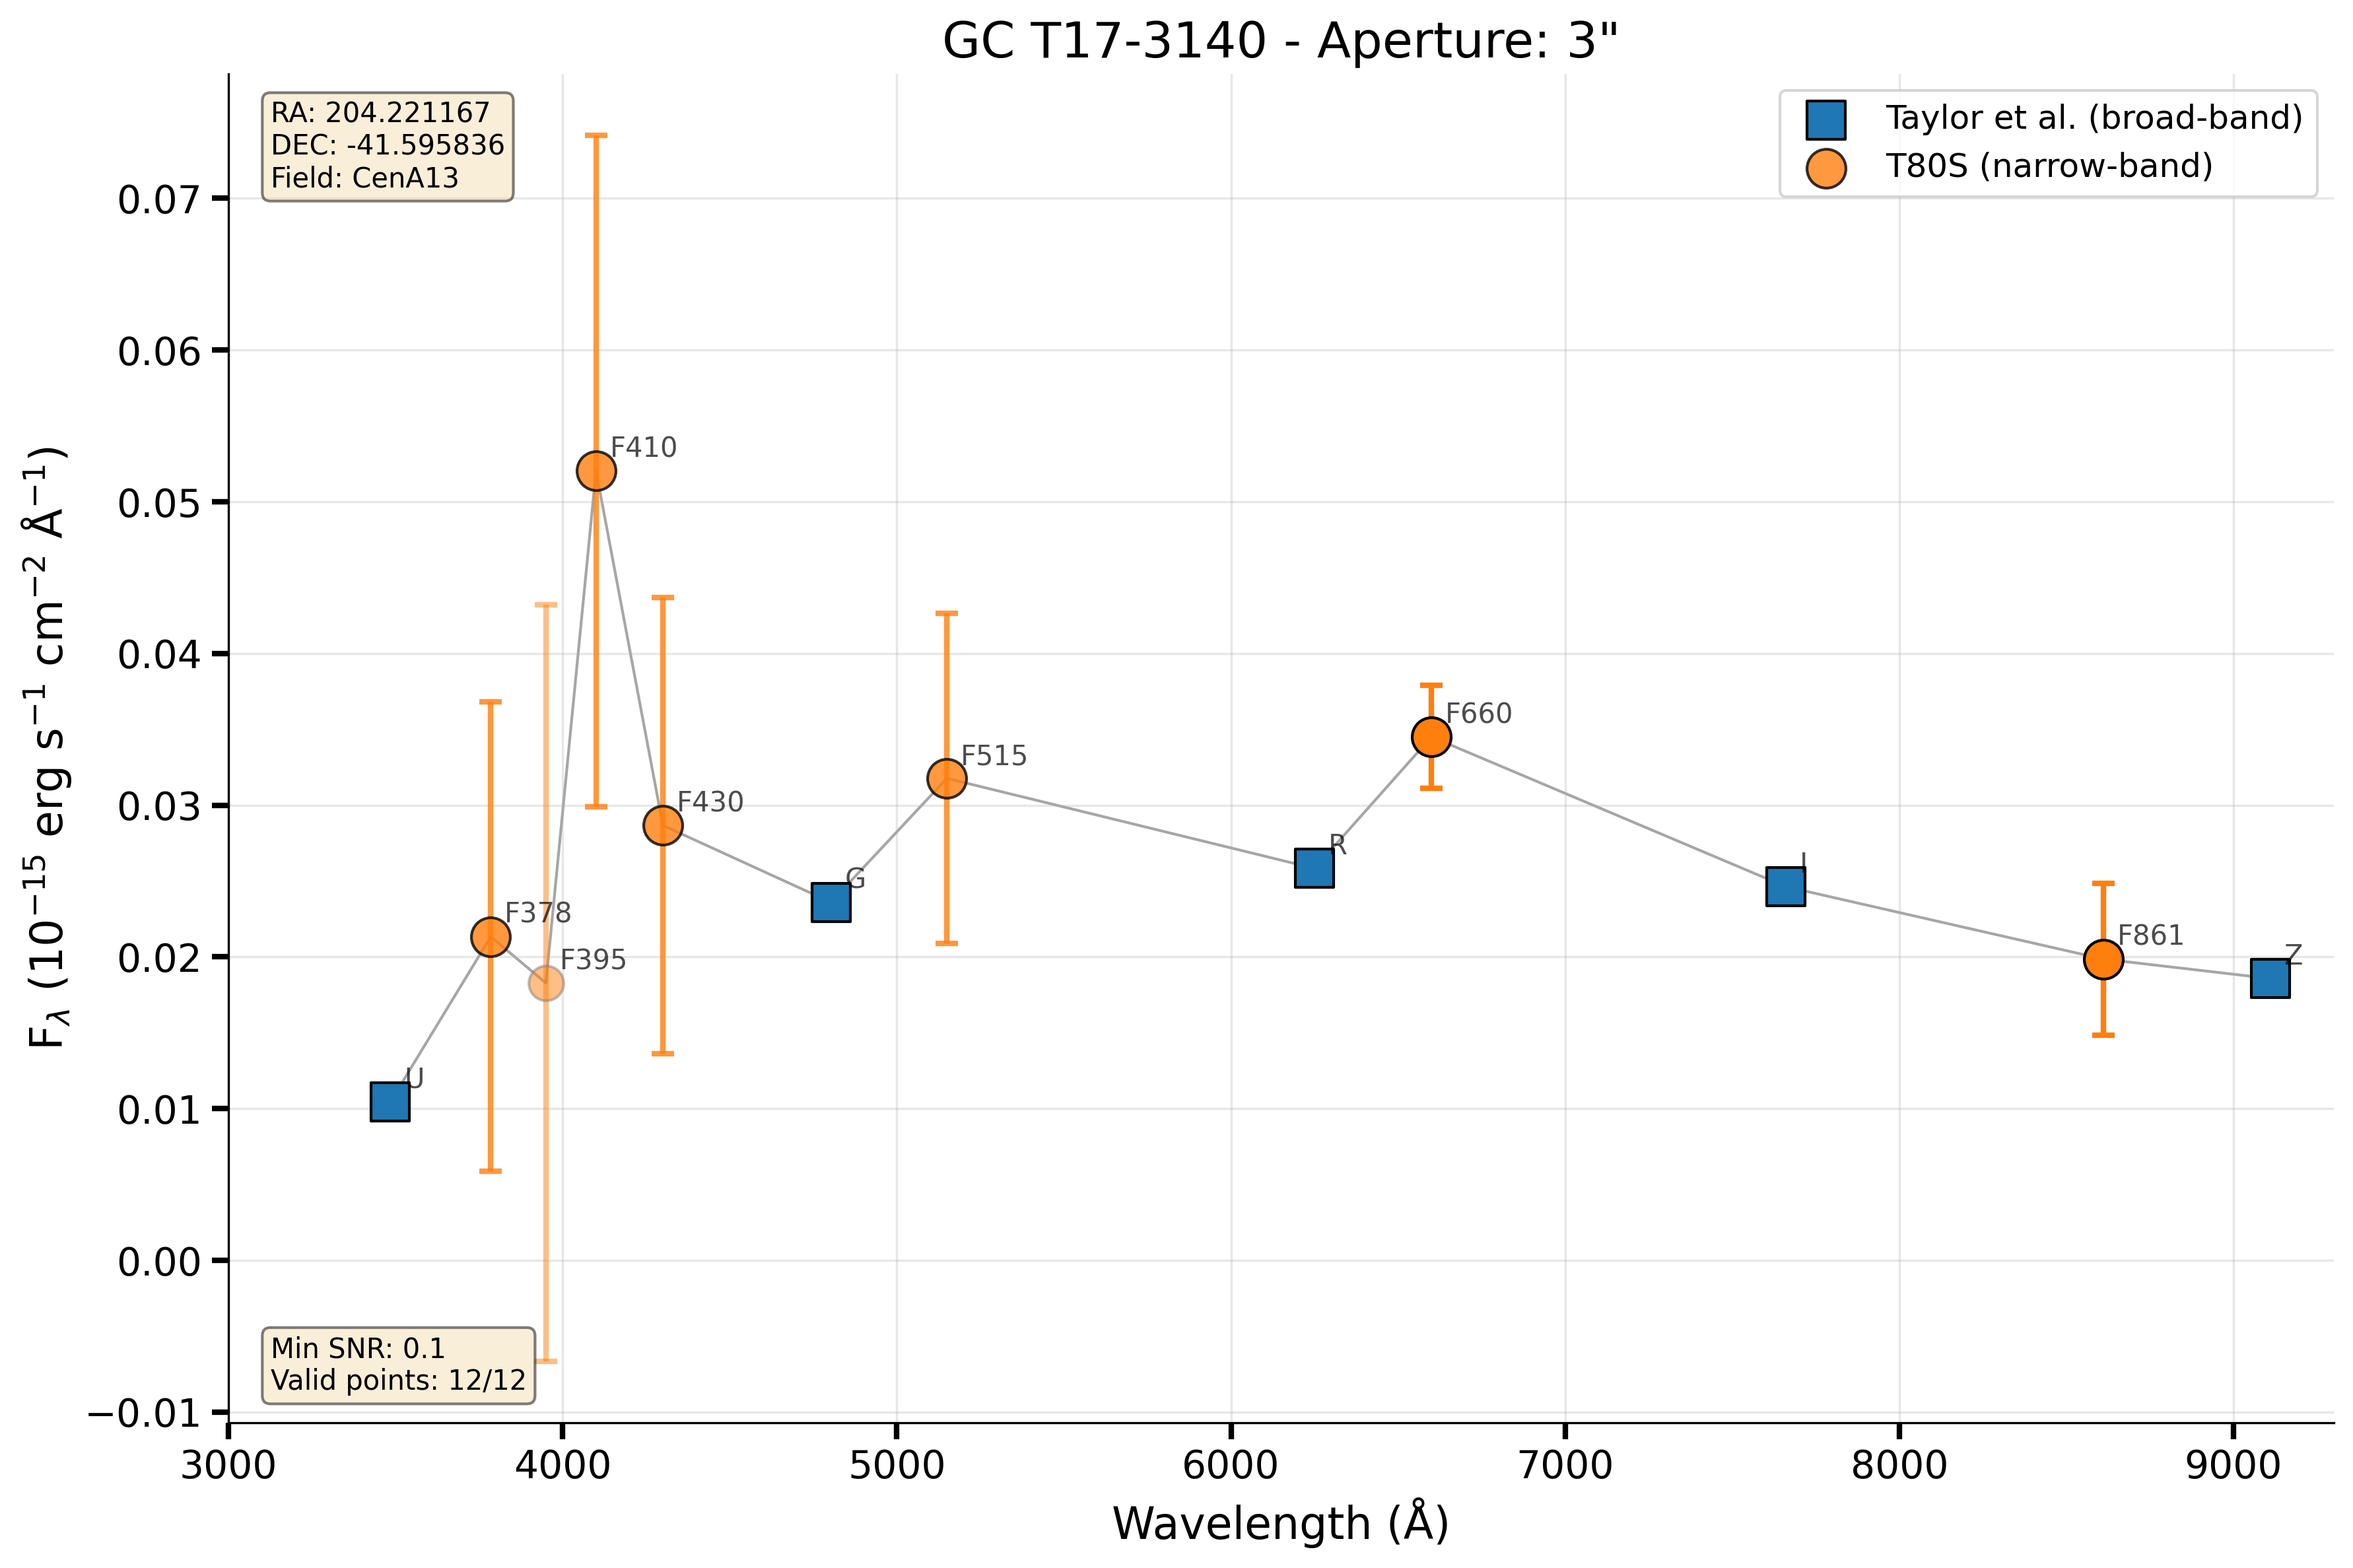 GC T17-3140 - Aperture: 3"
RA: 204.221167
DEC: -41.595836
Field: CenA13
Taylor et al. (broad-band)
T80S (narrow-band)
0.07
0.06
0.05
0.04
0.03
0.02
0.01
0.00
−0.01
F_λ (10⁻¹⁵ erg s⁻¹ cm⁻² Å⁻¹)
U
F378
F395
F410
F430
G
F515
R
F660
I
F861
Z
Min SNR: 0.1
Valid points: 12/12
3000 4000 5000 6000 7000 8000 9000
Wavelength (Å)